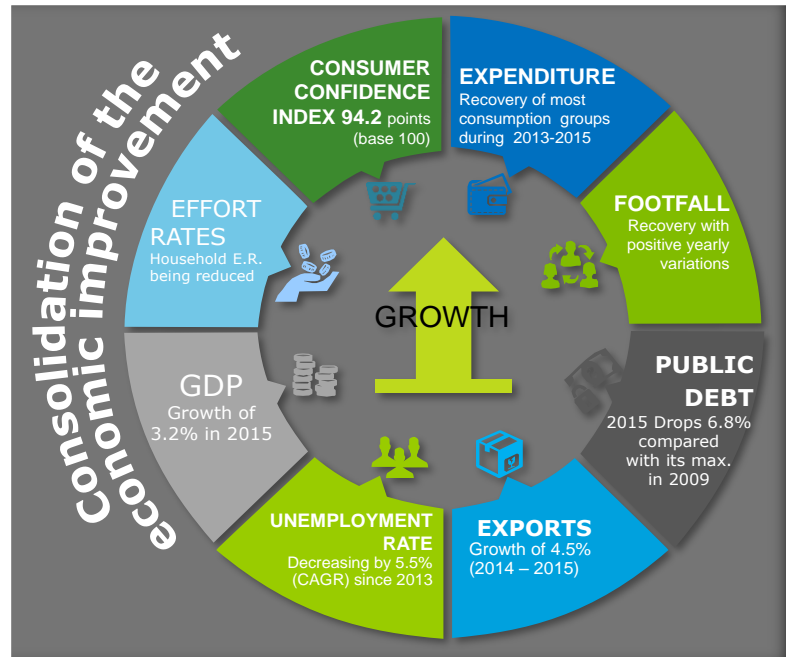 Consolidation of the
economic improvement
CONSUMER
CONFIDENCE
INDEX 94.2 points
(base 100)
EXPENDITURE
Recovery of most
consumption groups
during 2013-2015
FOOTFALL
Recovery with
positive yearly
variations
PUBLIC
DEBT
2015 Drops 6.8%
compared
with its max.
in 2009
EXPORTS
Growth of 4.5%
(2014 – 2015)
UNEMPLOYMENT
RATE
Decreasing by 5.5%
(CAGR) since 2013
GDP
Growth of
3.2% in 2015
EFFORT
RATES
Household E.R.
being reduced
GROWTH